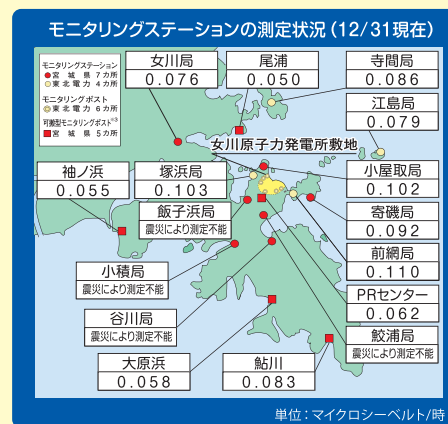 モニタリングステーションの測定状況(12/31現在)
モニタリングステーション
宮城県7カ所
東北電力4カ所
モニタリングポスト
東北電力6カ所
可搬型モニタリングポスト※3
宮城県5カ所
女川局
0.076
尾浦
0.050
寺間局
0.086
江島局
0.079
女川原子力発電所敷地
袖ノ浜
0.055
塚浜局
0.103
小屋取局
0.102
飯子浜局
震災により測定不能
寄磯局
0.092
前網局
0.110
小積局
震災により測定不能
PRセンター
0.062
谷川局
震災により測定不能
鮫浦局
震災により測定不能
大原浜
0.058
鮎川
0.083
単位：マイクロシーベルト/時